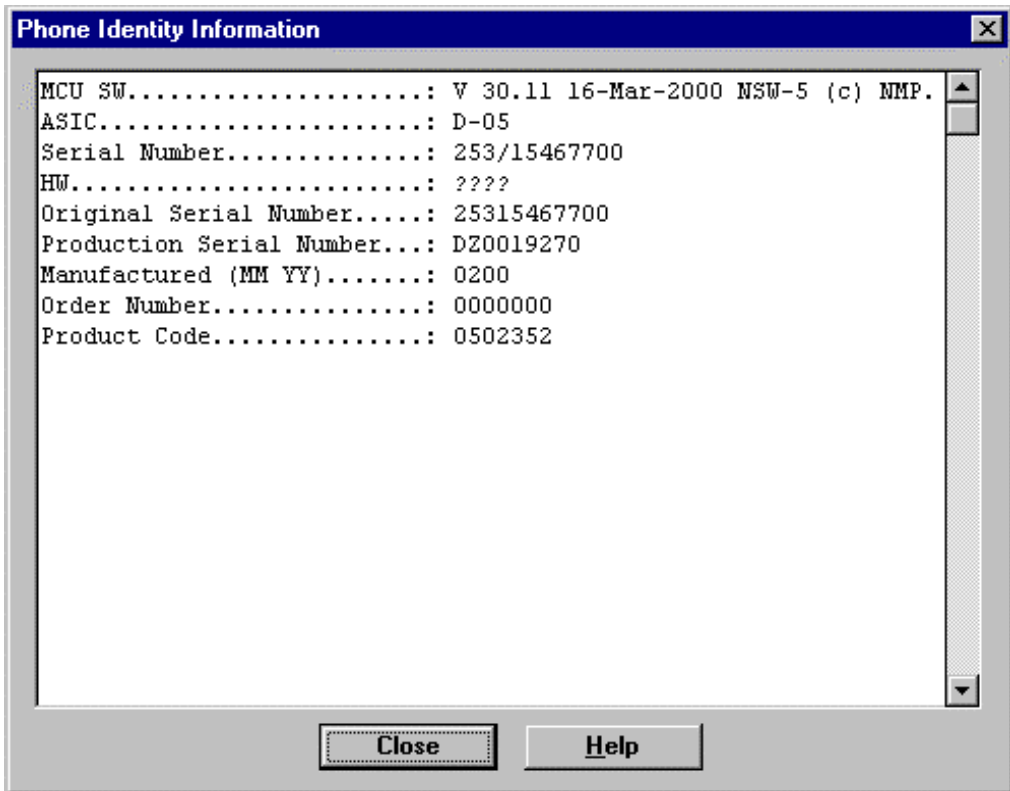 Phone Identity Information
MCU SW......................: V 30.11 16-Mar-2000 NSW-5 (c) NMP.
ASIC........................: D-05
Serial Number...............: 253/15467700
HW..........................: ????
Original Serial Number.....: 25315467700
Production Serial Number...: DZ0019270
Manufactured (MM YY).......: 0200
Order Number...............: 0000000
Product Code...............: 0502352
Close
Help